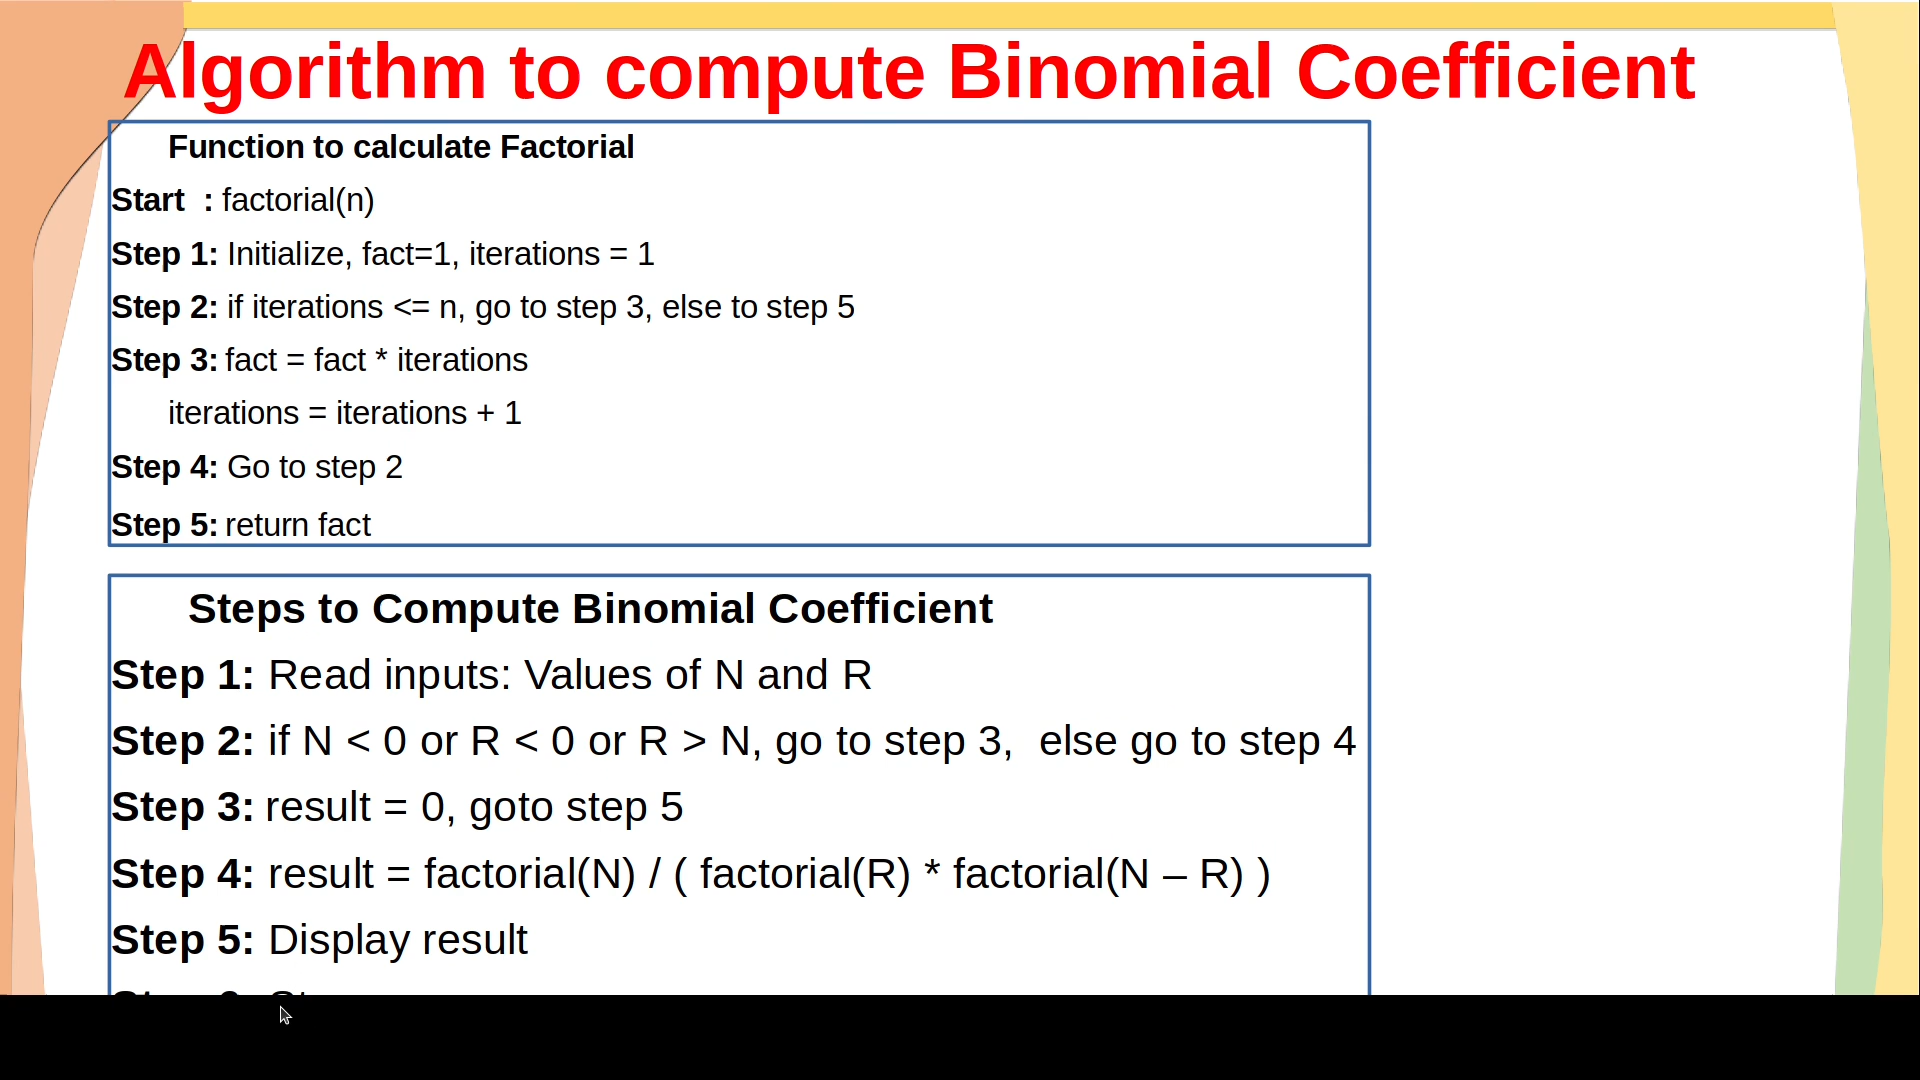 Algorithm to compute Binomial Coefficient
Function to calculate Factorial
Start : factorial(n)
Step 1: Initialize, fact=1, iterations = 1
Step 2: if iterations <= n, go to step 3, else to step 5
Step 3: fact = fact * iterations
iterations = iterations + 1
Step 4: Go to step 2
Step 5: return fact
Steps to Compute Binomial Coefficient
Step 1: Read inputs: Values of N and R
Step 2: if N < 0 or R < 0 or R > N, go to step 3, else go to step 4
Step 3: result = 0, goto step 5
Step 4: result = factorial(N) / ( factorial(R) * factorial(N – R) )
Step 5: Display result